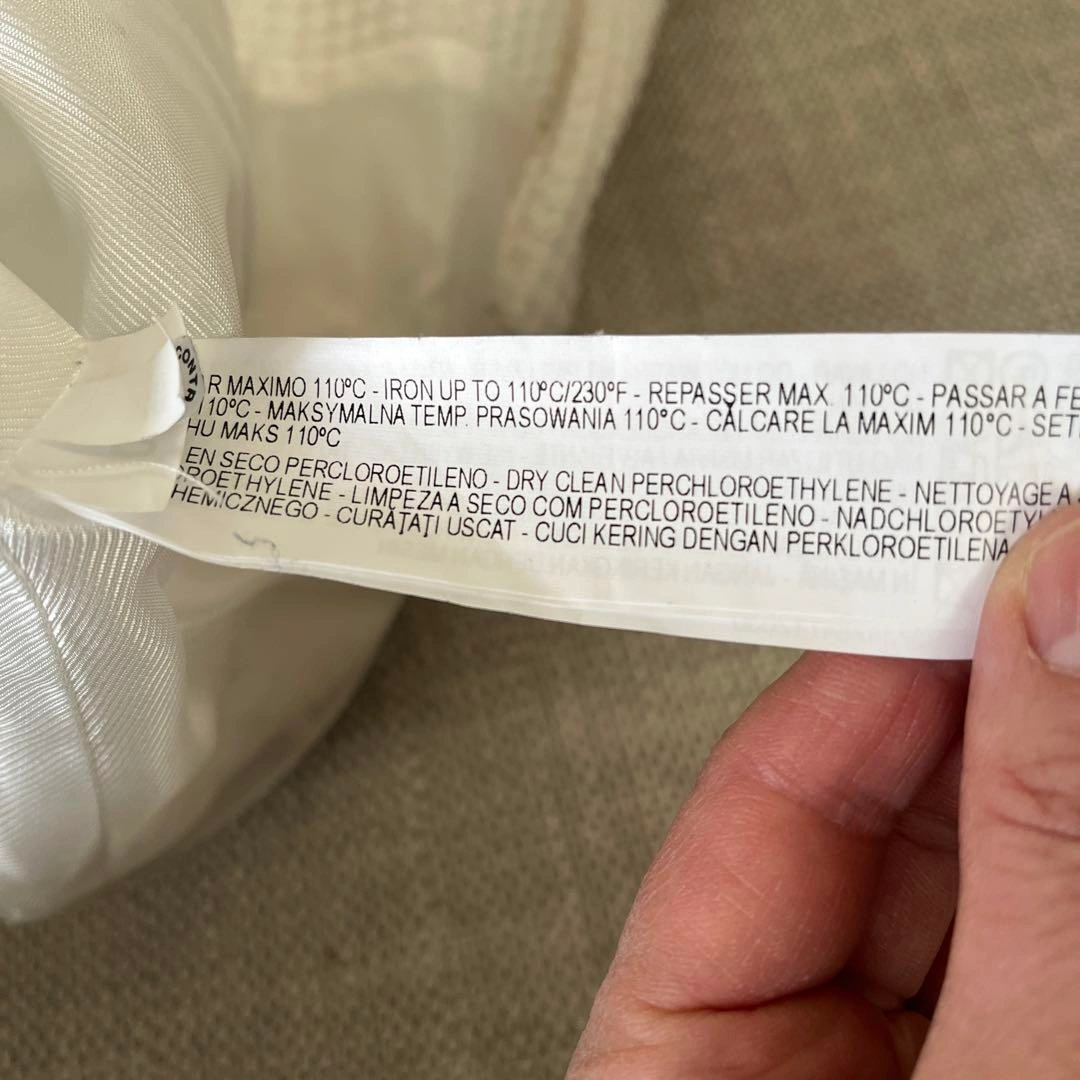 CONTR
R MAXIMO 110ºC - IRON UP TO 110ºC/230ºF - REPASSER MAX. 110ºC - PASSAR A FE
110ºC - MAKSYMALNA TEMP. PRASOWANIA 110ºC - CĂLCARE LA MAXIM 110ºC - SET
HU MAKS 110ºC
EN SECO PERCLOROETILENO - DRY CLEAN PERCHLOROETHYLENE - NETTOYAGE A
ROETHYLENE - LIMPEZA A SECO COM PERCLOROETILENO - NADCHLOROETY
HEMICZNEGO - CURĂŢAŢI USCAT - CUCI KERING DENGAN PERKLOROETILENA